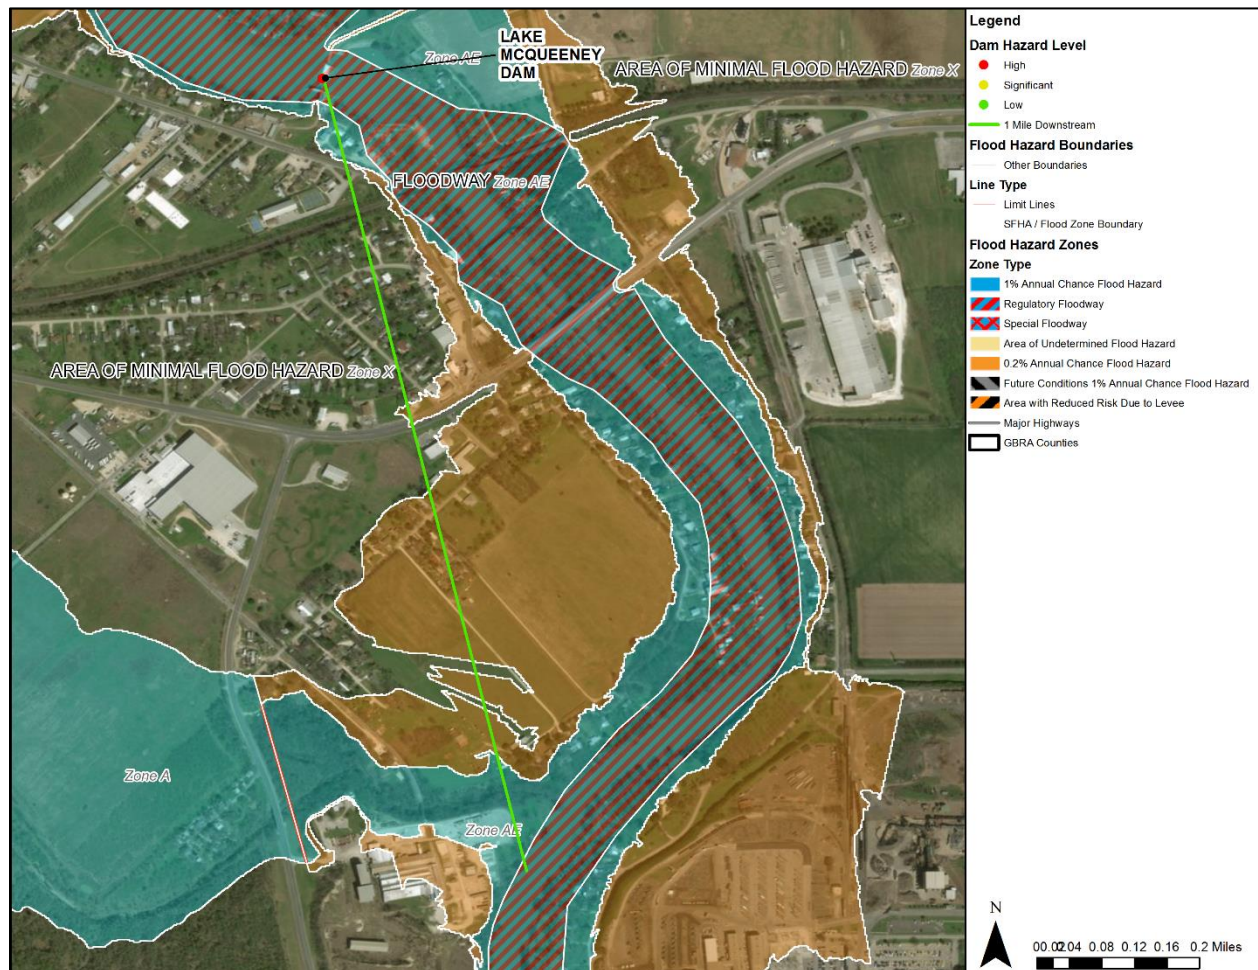 LAKE
MCQUEENEY
DAM
Zone AE
AREA OF MINIMAL FLOOD HAZARD Zone X
FLOODWAY Zone AE
AREA OF MINIMAL FLOOD HAZARD Zone X
Zone A
Zone AE
Legend
Dam Hazard Level
High
Significant
Low
1 Mile Downstream
Flood Hazard Boundaries
Other Boundaries
Line Type
Limit Lines
SFHA / Flood Zone Boundary
Flood Hazard Zones
Zone Type
1% Annual Chance Flood Hazard
Regulatory Floodway
Special Floodway
Area of Undetermined Flood Hazard
0.2% Annual Chance Flood Hazard
Future Conditions 1% Annual Chance Flood Hazard
Area with Reduced Risk Due to Levee
Major Highways
GBRA Counties
N
0 0.02 0.04 0.08 0.12 0.16 0.2 Miles